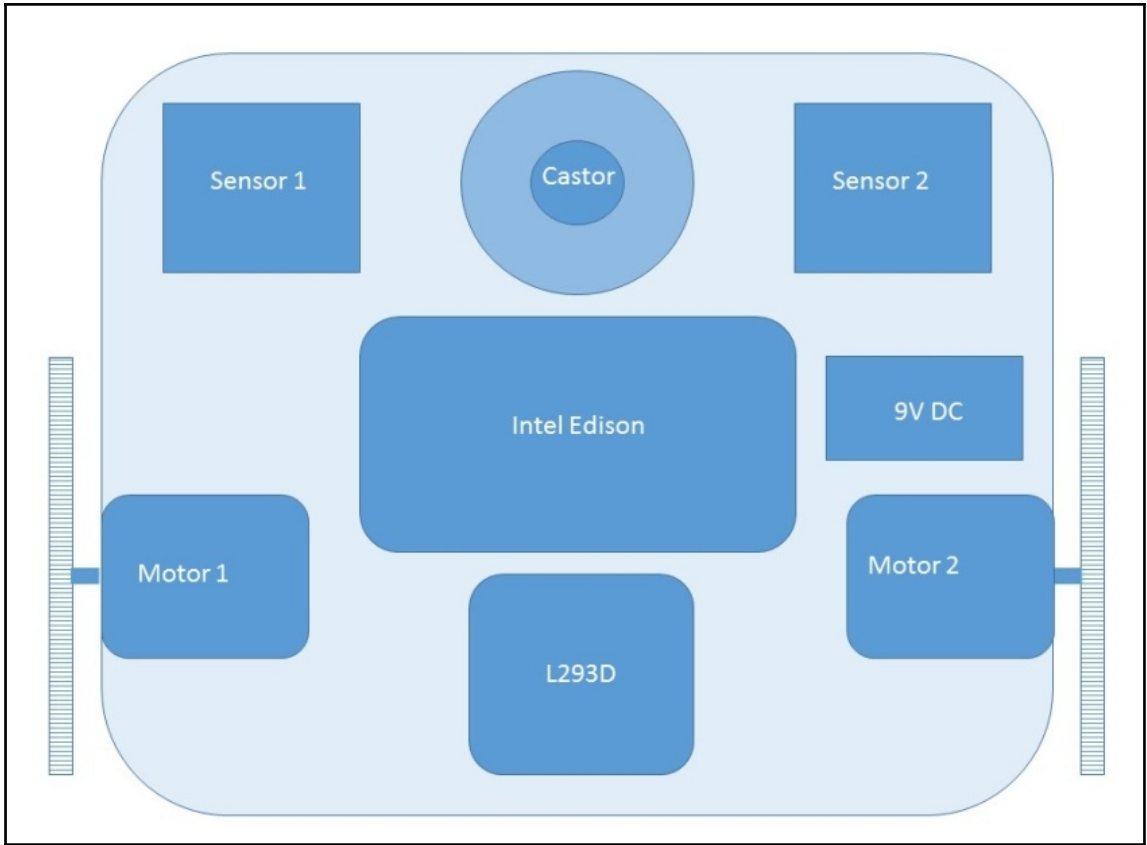 Sensor 1
Castor
Sensor 2
Intel Edison
9V DC
Motor 1
Motor 2
L293D